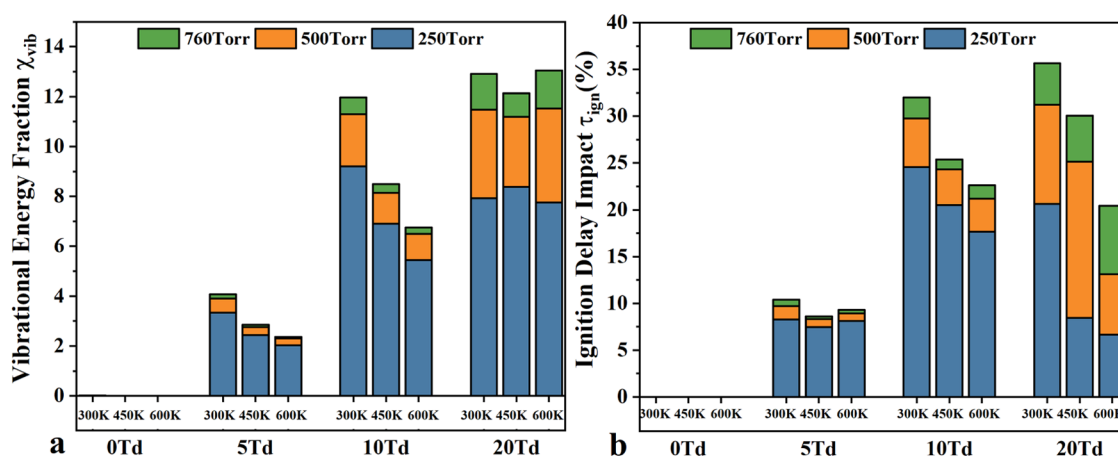 760Torr 500Torr 250Torr
Vibrational Energy Fraction χvib
14
12
10
8
6
4
2
0
300K 450K 600K 300K 450K 600K 300K 450K 600K 300K 450K 600K
0Td 5Td 10Td 20Td
a
760Torr 500Torr 250Torr
Ignition Delay Impact τign(%)
40
35
30
25
20
15
10
5
0
300K 450K 600K 300K 450K 600K 300K 450K 600K 300K 450K 600K
0Td 5Td 10Td 20Td
b